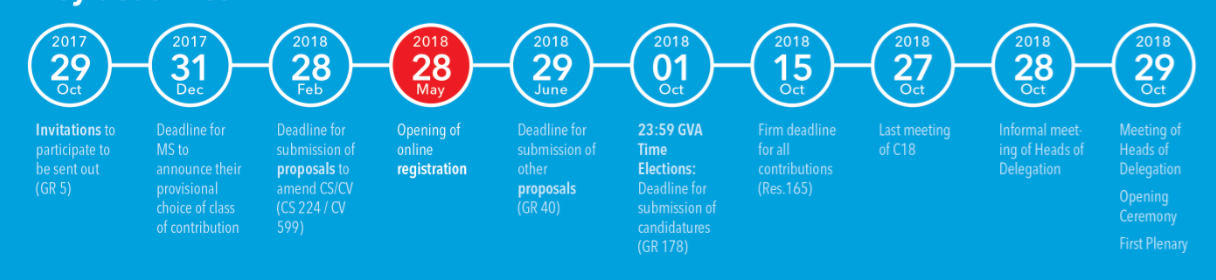 2017
29
Oct
Invitations to
participate to
be sent out
(GR 5)
2017
31
Dec
Deadline for
MS to
announce their
provisional
choice of class
of contribution
2018
28
Feb
Deadline for
submission of
proposals to
amend CS/CV
(CS 224 / CV
599)
2018
28
May
Opening of
online
registration
2018
29
June
Deadline for
submission of
other
proposals
(GR 40)
2018
01
Oct
23:59 GVA
Time
Elections:
Deadline for
submission of
candidatures
(GR 178)
2018
15
Oct
Firm deadline
for all
contributions
(Res.165)
2018
27
Oct
Last meeting
of C18
2018
28
Oct
Informal meet-
ing of Heads of
Delegation
2018
29
Oct
Meeting of
Heads of
Delegation
Opening
Ceremony
First Plenary